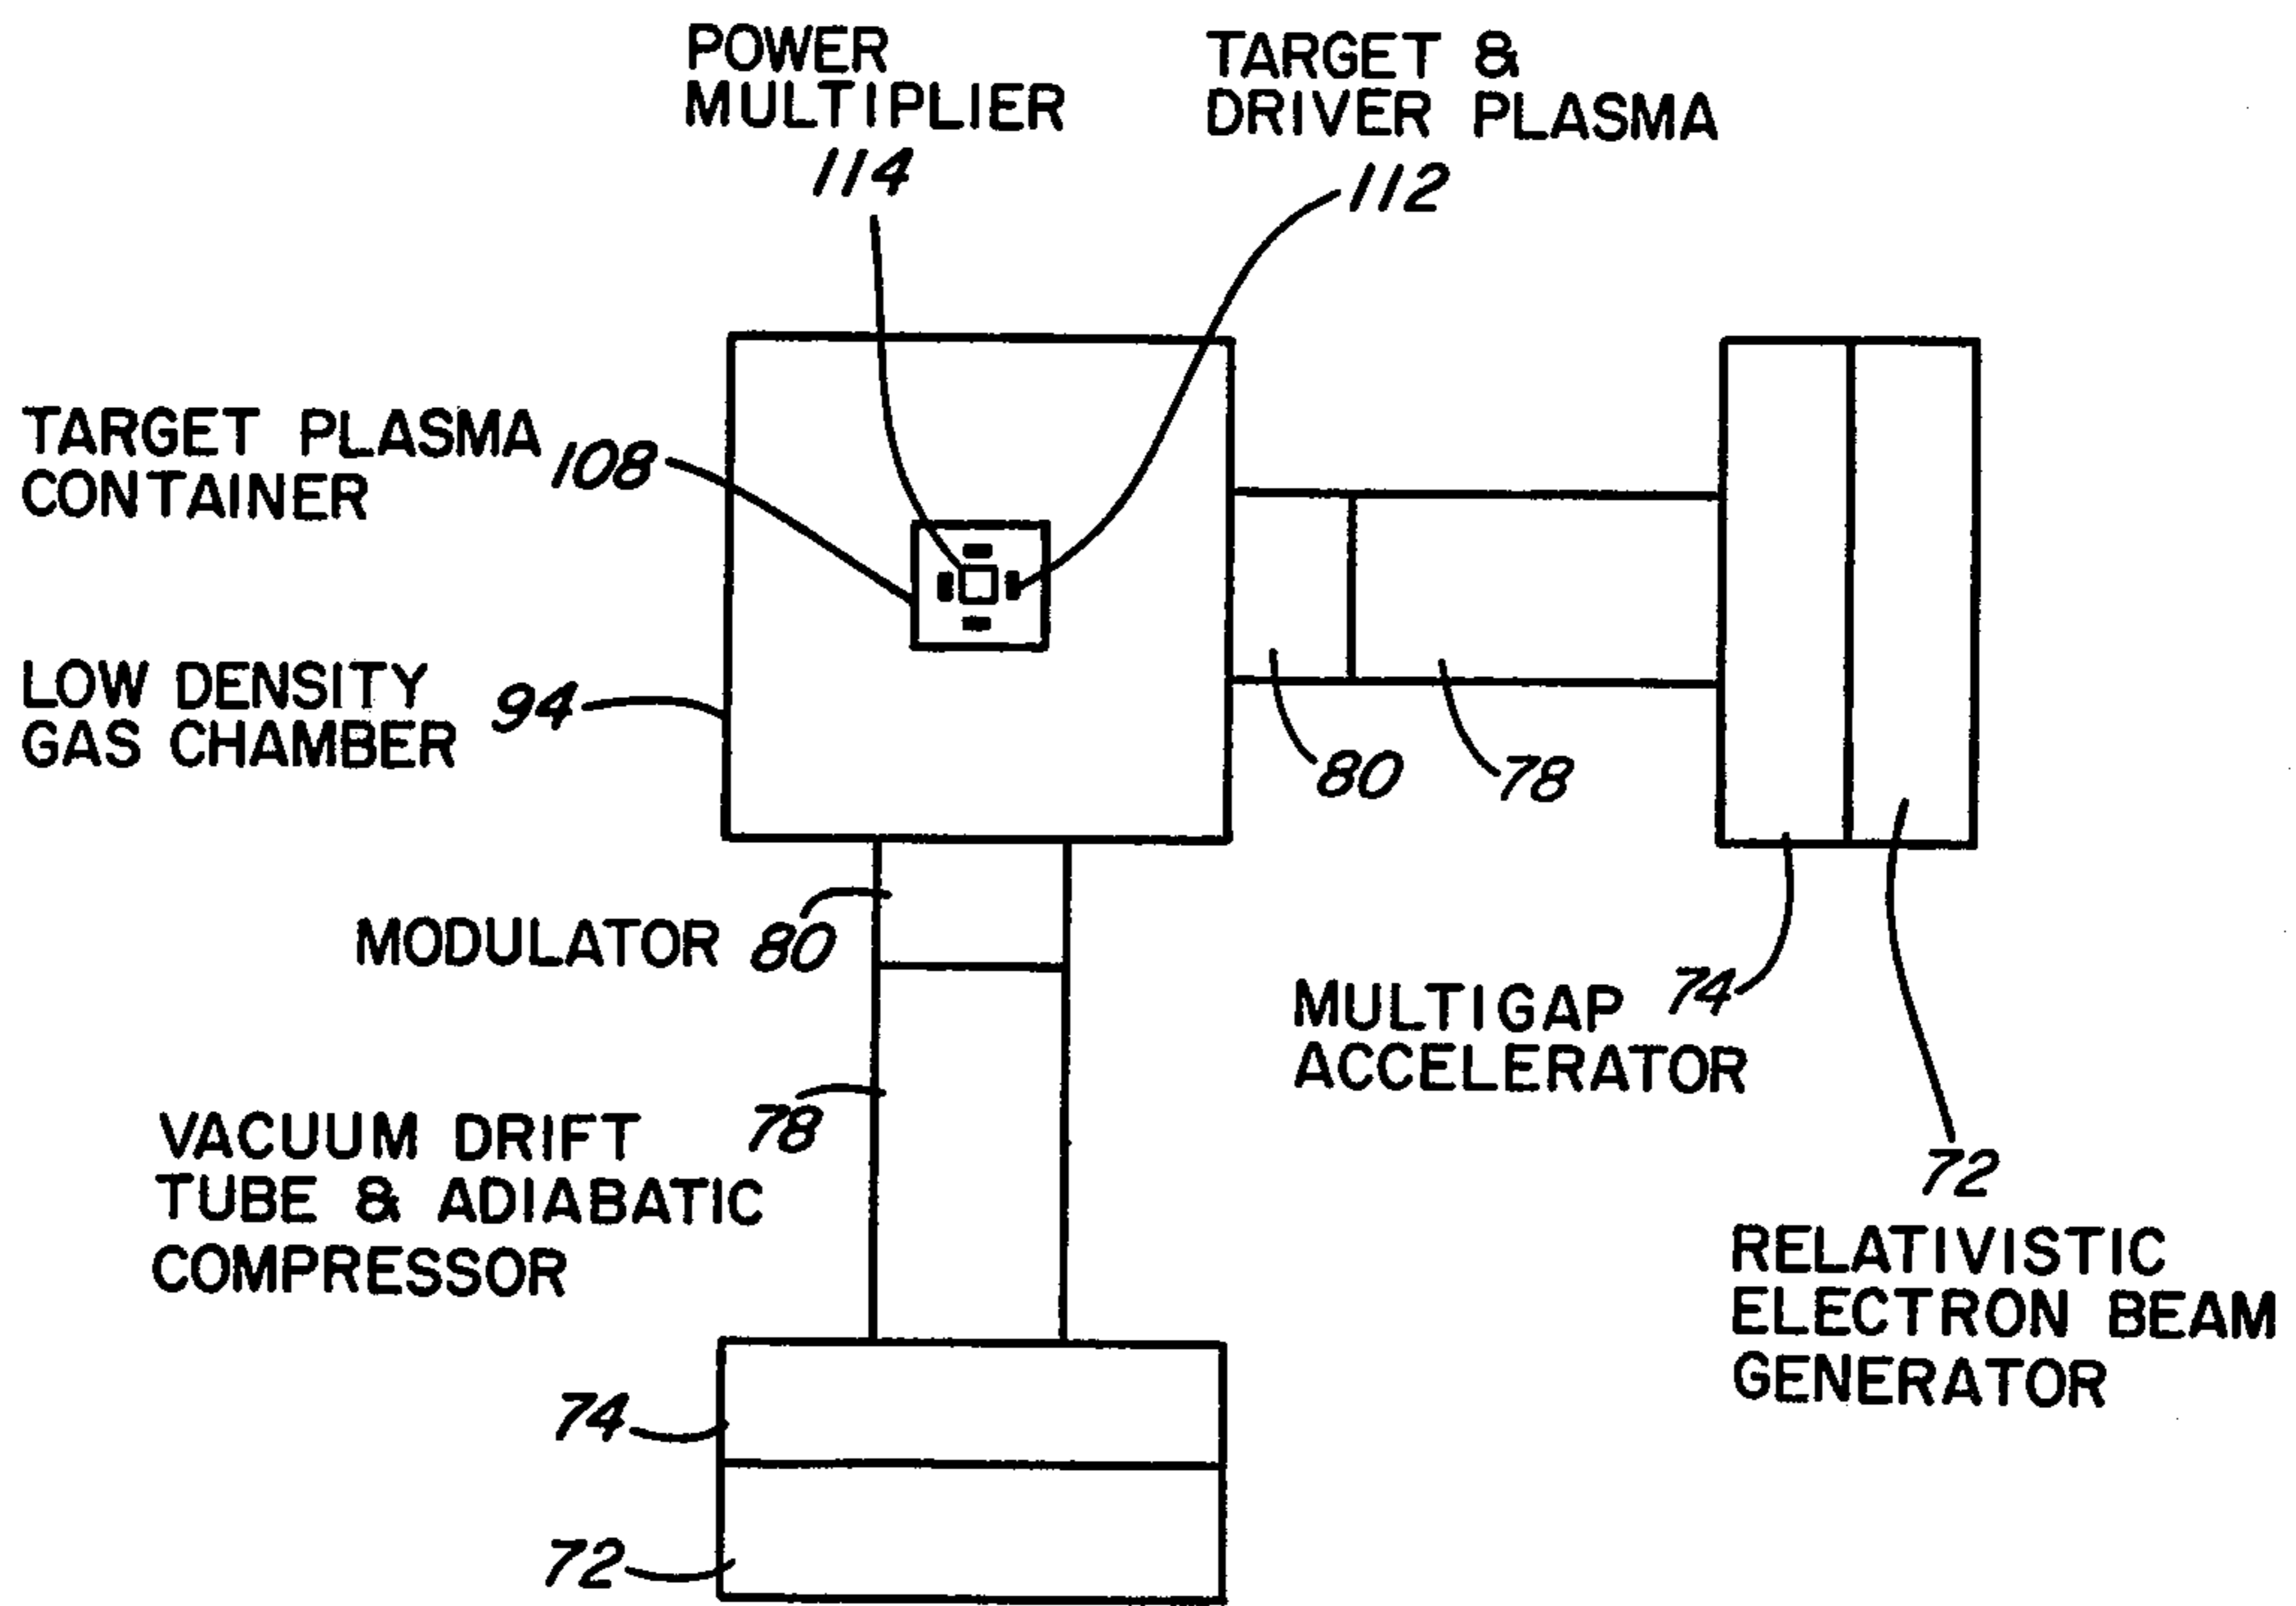 POWER
MULTIPLIER
114
TARGET &
DRIVER PLASMA
112
TARGET PLASMA
CONTAINER
108
LOW DENSITY
GAS CHAMBER
94
80
78
MODULATOR 80
MULTIGAP
ACCELERATOR
74
78
VACUUM DRIFT
TUBE & ADIABATIC
COMPRESSOR
72
RELATIVISTIC
ELECTRON BEAM
GENERATOR
74
72